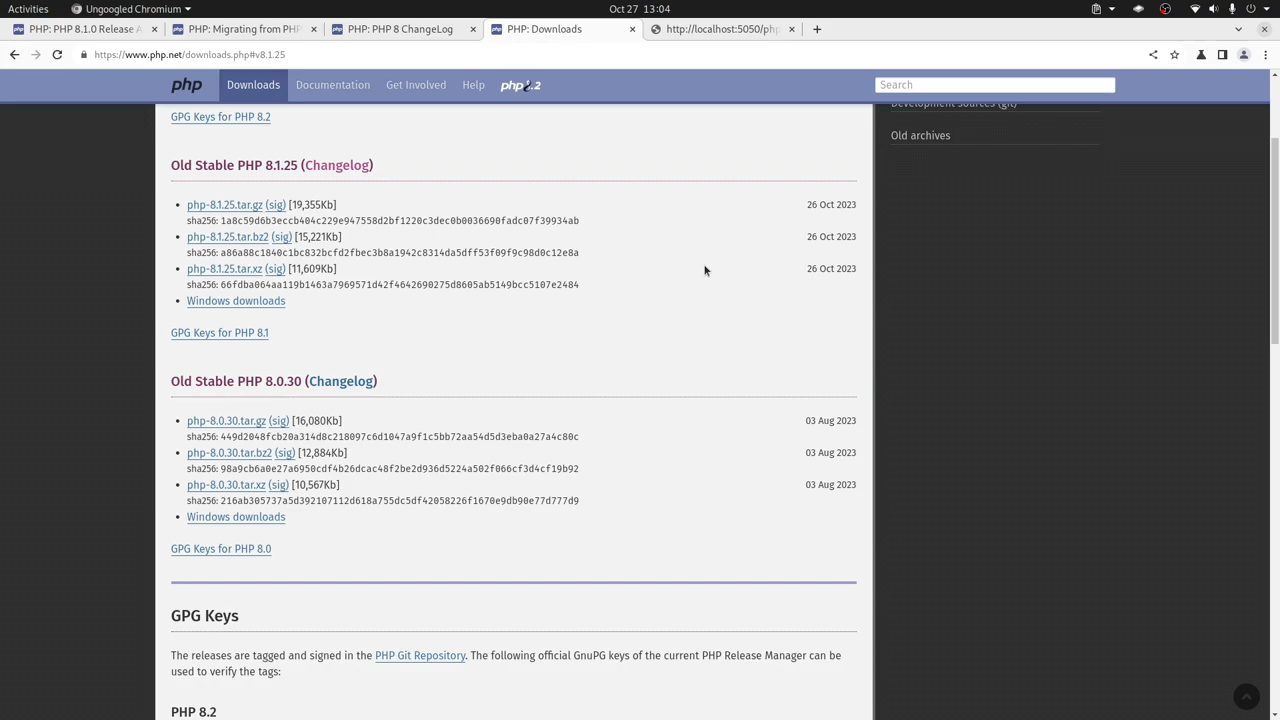 Activities
Ungoogled Chromium
Oct 27 13:04
PHP: PHP 8.1.0 Release A
PHP: Migrating from PHP
PHP: PHP 8 ChangeLog
PHP: Downloads
http://localhost:5050/php
https://www.php.net/downloads.php#v8.1.25
php
Downloads
Documentation
Get Involved
Help
php8.2
Search
GPG Keys for PHP 8.2
Development sources (git)
Old archives
Old Stable PHP 8.1.25 (Changelog)
php-8.1.25.tar.gz (sig) [19,355Kb]
26 Oct 2023
sha256: 1a8c59d6b3eccb404c229e947558d2bf1220c3dec0b0036690fadc07f39934ab
php-8.1.25.tar.bz2 (sig) [15,221Kb]
26 Oct 2023
sha256: a86a88c1840c1bc832bcfd2fbec3b8a1942c8314da5dff53f09f9c98d0c12e8a
php-8.1.25.tar.xz (sig) [11,609Kb]
26 Oct 2023
sha256: 66fdba064aa119b1463a7969571d42f4642690275d8605ab5149bcc5107e2484
Windows downloads
GPG Keys for PHP 8.1
Old Stable PHP 8.0.30 (Changelog)
php-8.0.30.tar.gz (sig) [16,080Kb]
03 Aug 2023
sha256: 449d2048fcb20a314d8c218097c6d1047a9f1c5bb72aa54d5d3eba0a27a4c80c
php-8.0.30.tar.bz2 (sig) [12,884Kb]
03 Aug 2023
sha256: 98a9cb6a0e27a6950cdf4b26dcac48f2be2d936d5224a502f066cf3d4cf19b92
php-8.0.30.tar.xz (sig) [10,567Kb]
03 Aug 2023
sha256: 216ab305737a5d392107112d618a755dc5df42058226f1670e9db90e77d777d9
Windows downloads
GPG Keys for PHP 8.0
GPG Keys
The releases are tagged and signed in the PHP Git Repository. The following official GnuPG keys of the current PHP Release Manager can be
used to verify the tags:
PHP 8.2